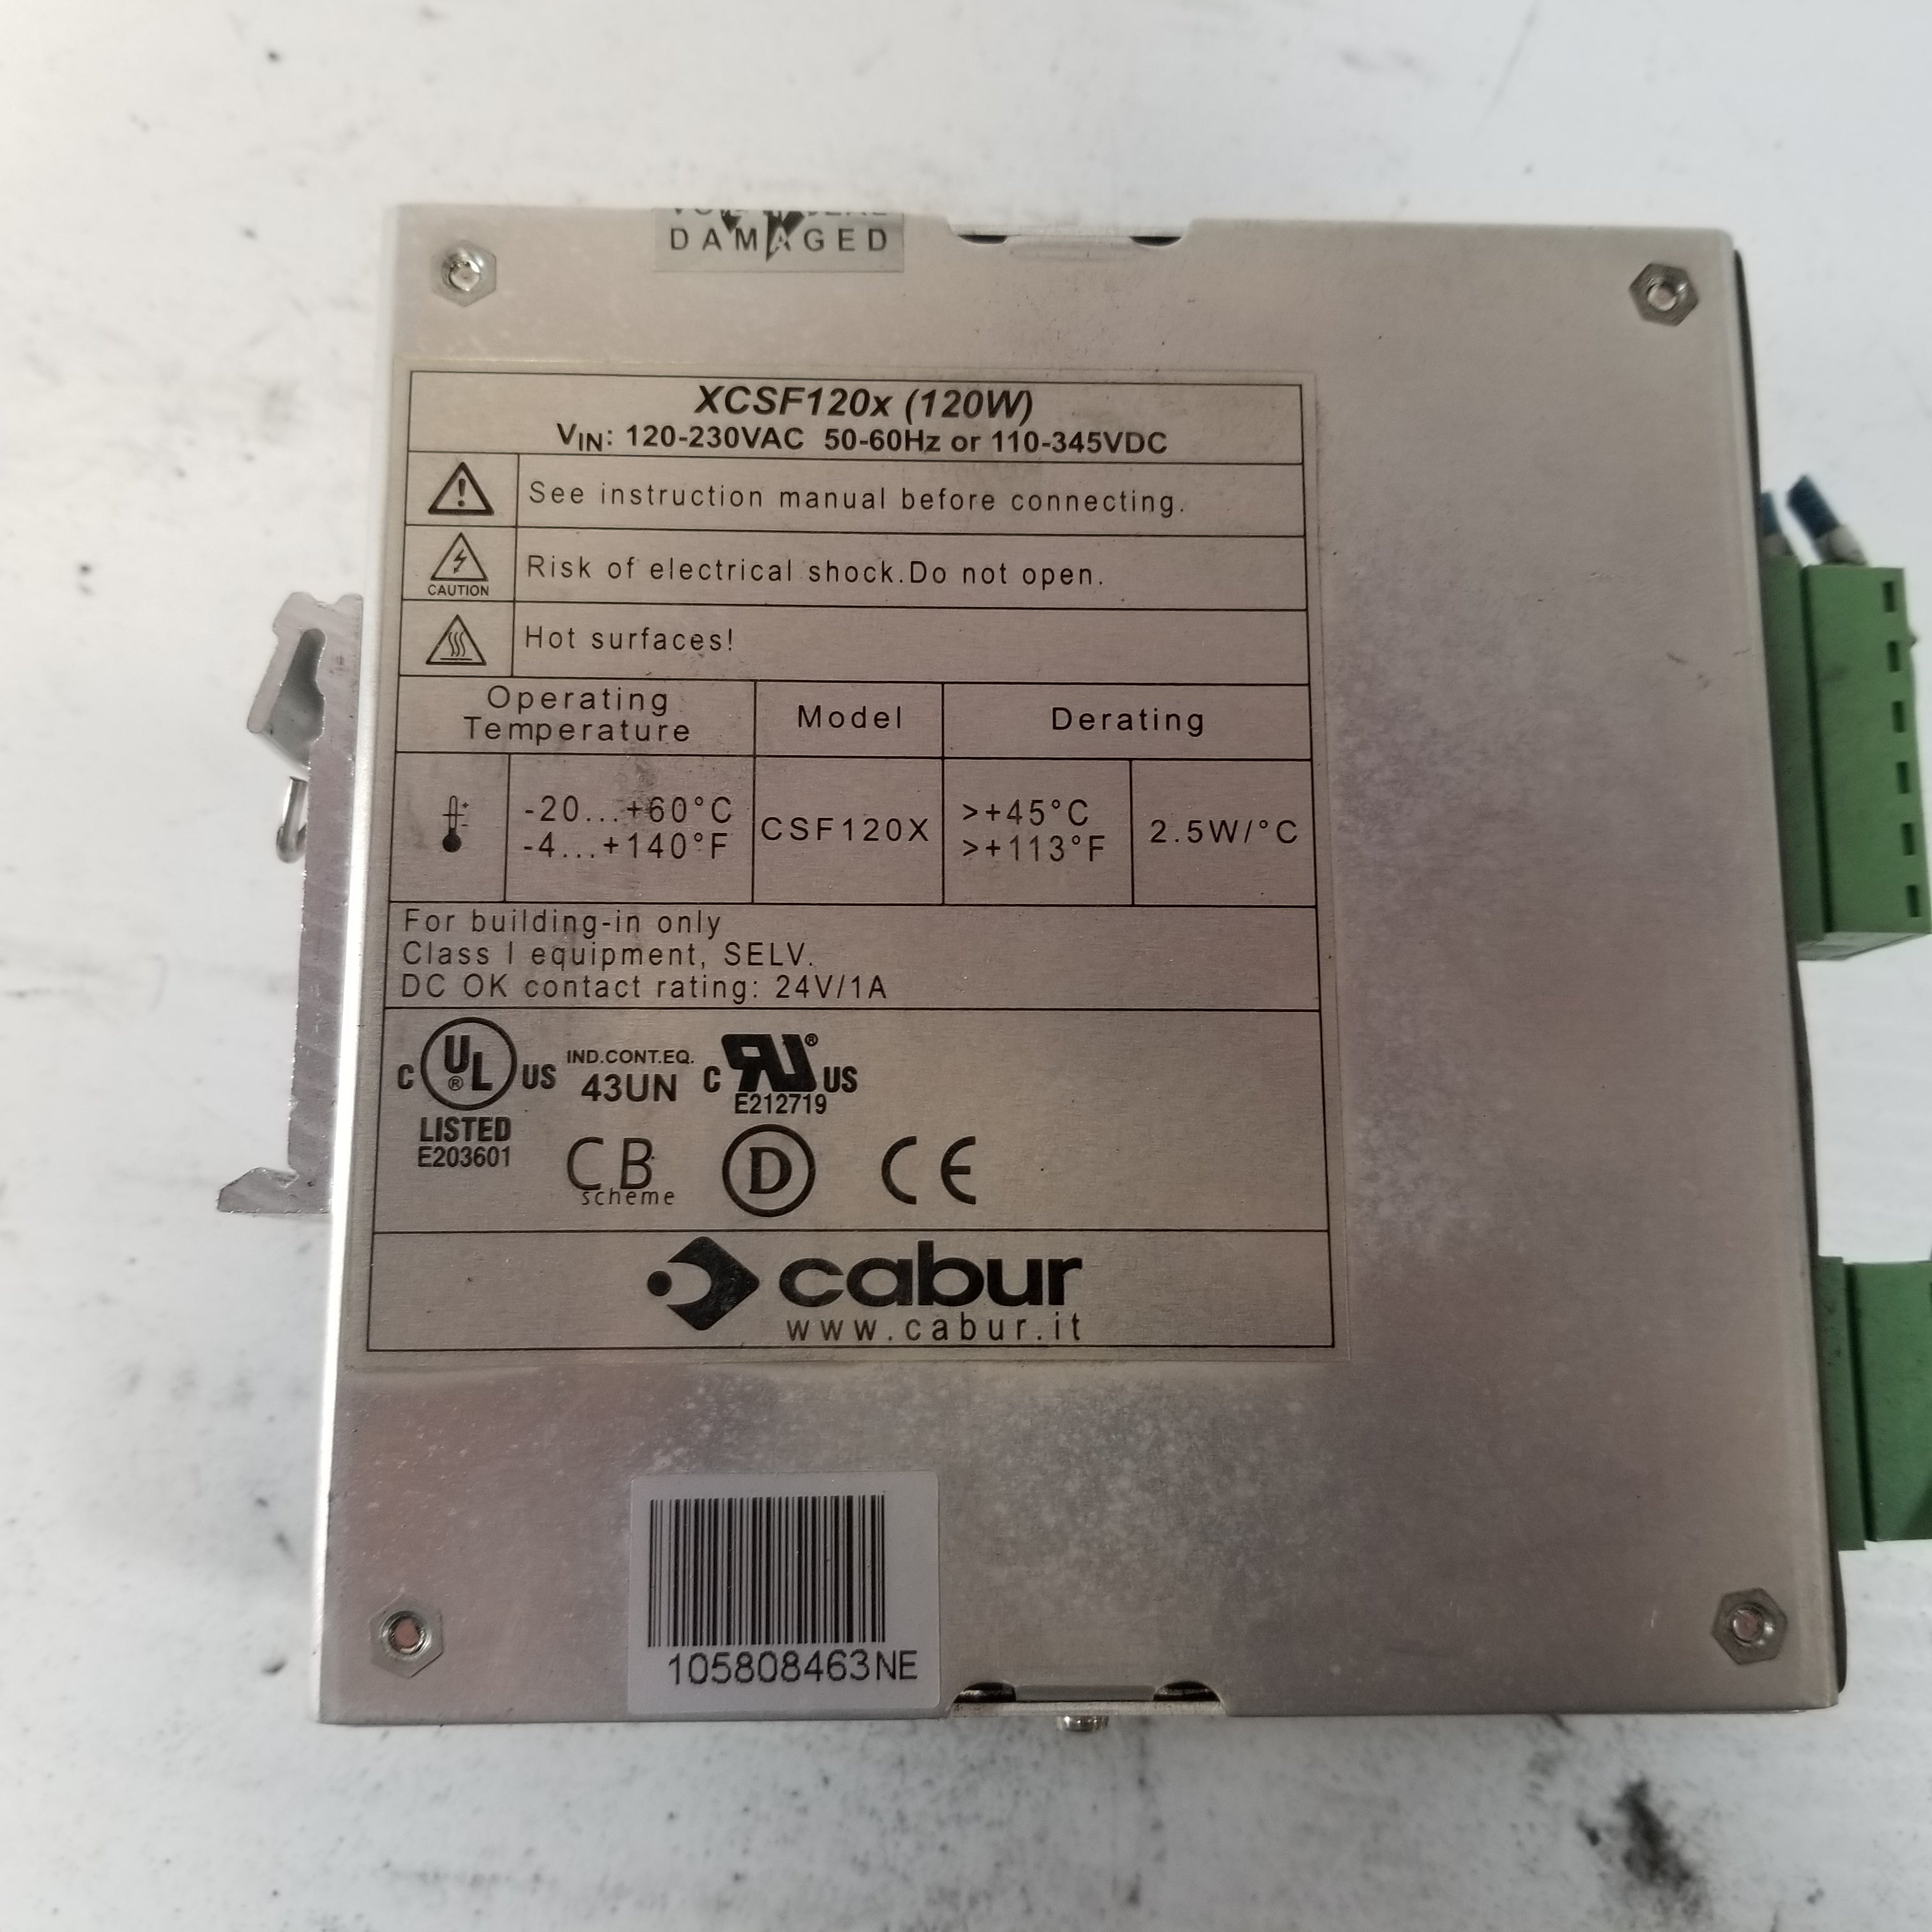 DAMAGED
XCSF120x (120W)
VIN: 120-230VAC 50-60Hz or 110-345VDC
See instruction manual before connecting.
CAUTION
Risk of electrical shock.Do not open.
Hot surfaces!
Operating
Temperature
Model
Derating
-20...+60°C
-4...+140°F
CSF120X
>+45°C
>+113°F
2.5W/°C
For building-in only
Class I equipment, SELV.
DC OK contact rating: 24V/1A
C UL® US
LISTED
E203601
IND.CONT.EQ.
43UN
C RU® US
E212719
CB
scheme
D
CE
cabur
www.cabur.it
105808463NE